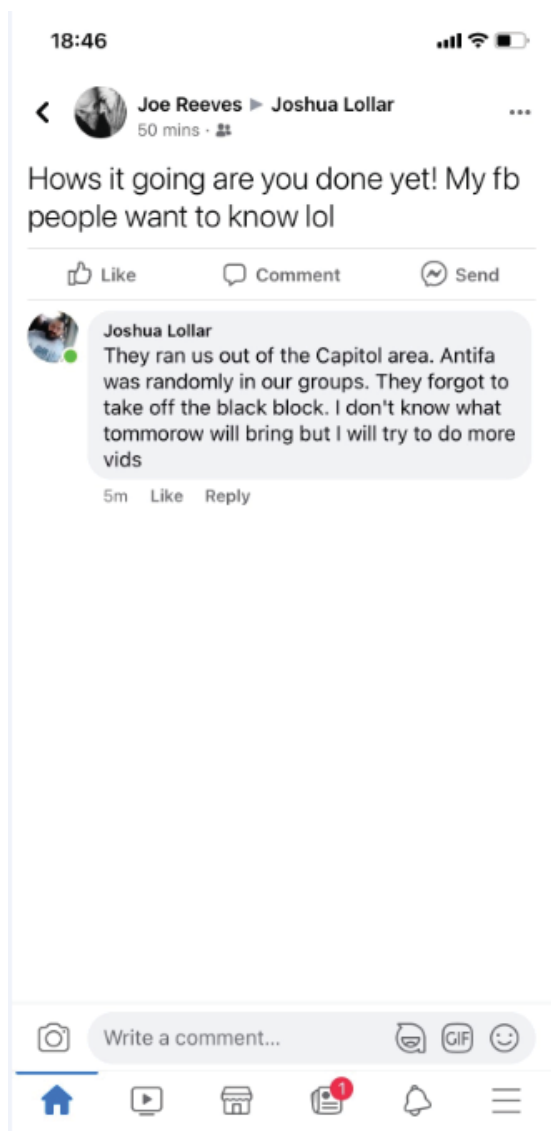 18:46
Joe Reeves ▶ Joshua Lollar
50 mins ·
Hows it going are you done yet! My fb
people want to know lol
Like Comment Send
Joshua Lollar
They ran us out of the Capitol area. Antifa
was randomly in our groups. They forgot to
take off the black block. I don't know what
tommorow will bring but I will try to do more
vids
5m Like Reply
Write a comment... GIF
1